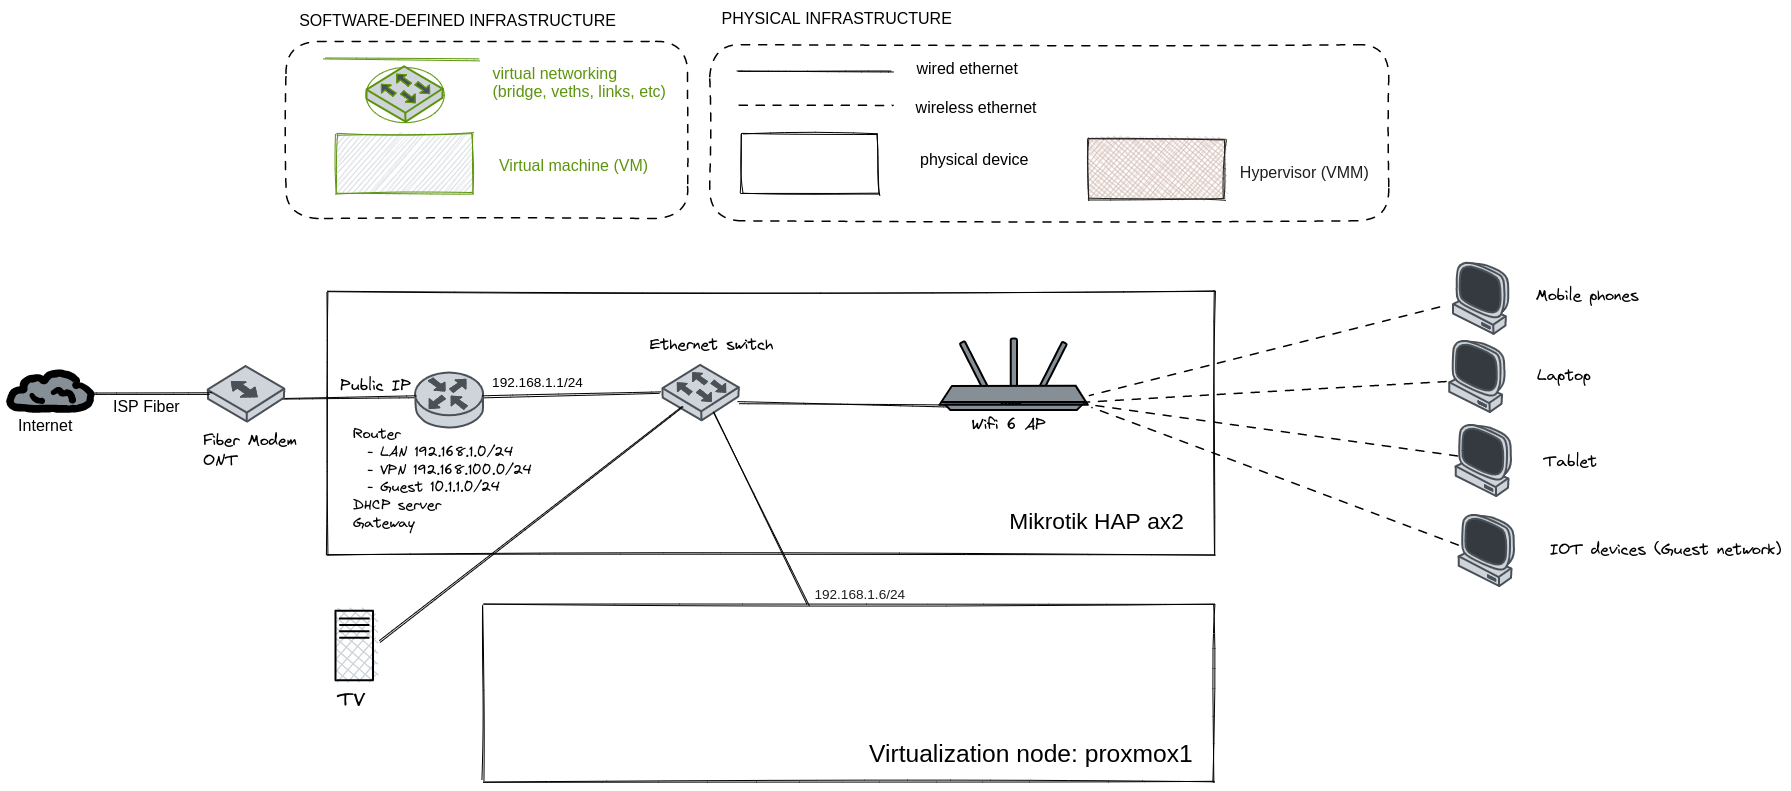 SOFTWARE-DEFINED INFRASTRUCTURE
virtual networking
(bridge, veths, links, etc)
Virtual machine (VM)
PHYSICAL INFRASTRUCTURE
wired ethernet
wireless ethernet
physical device
Hypervisor (VMM)
Internet
ISP Fiber
Fiber Modem
ONT
Public IP
192.168.1.1/24
Router
- LAN 192.168.1.0/24
- VPN 192.168.100.0/24
- Guest 10.1.1.0/24
DHCP server
Gateway
Ethernet switch
Wifi 6 AP
Mikrotik HAP ax2
Mobile phones
Laptop
Tablet
IOT devices (Guest network)
TV
192.168.1.6/24
Virtualization node: proxmox1